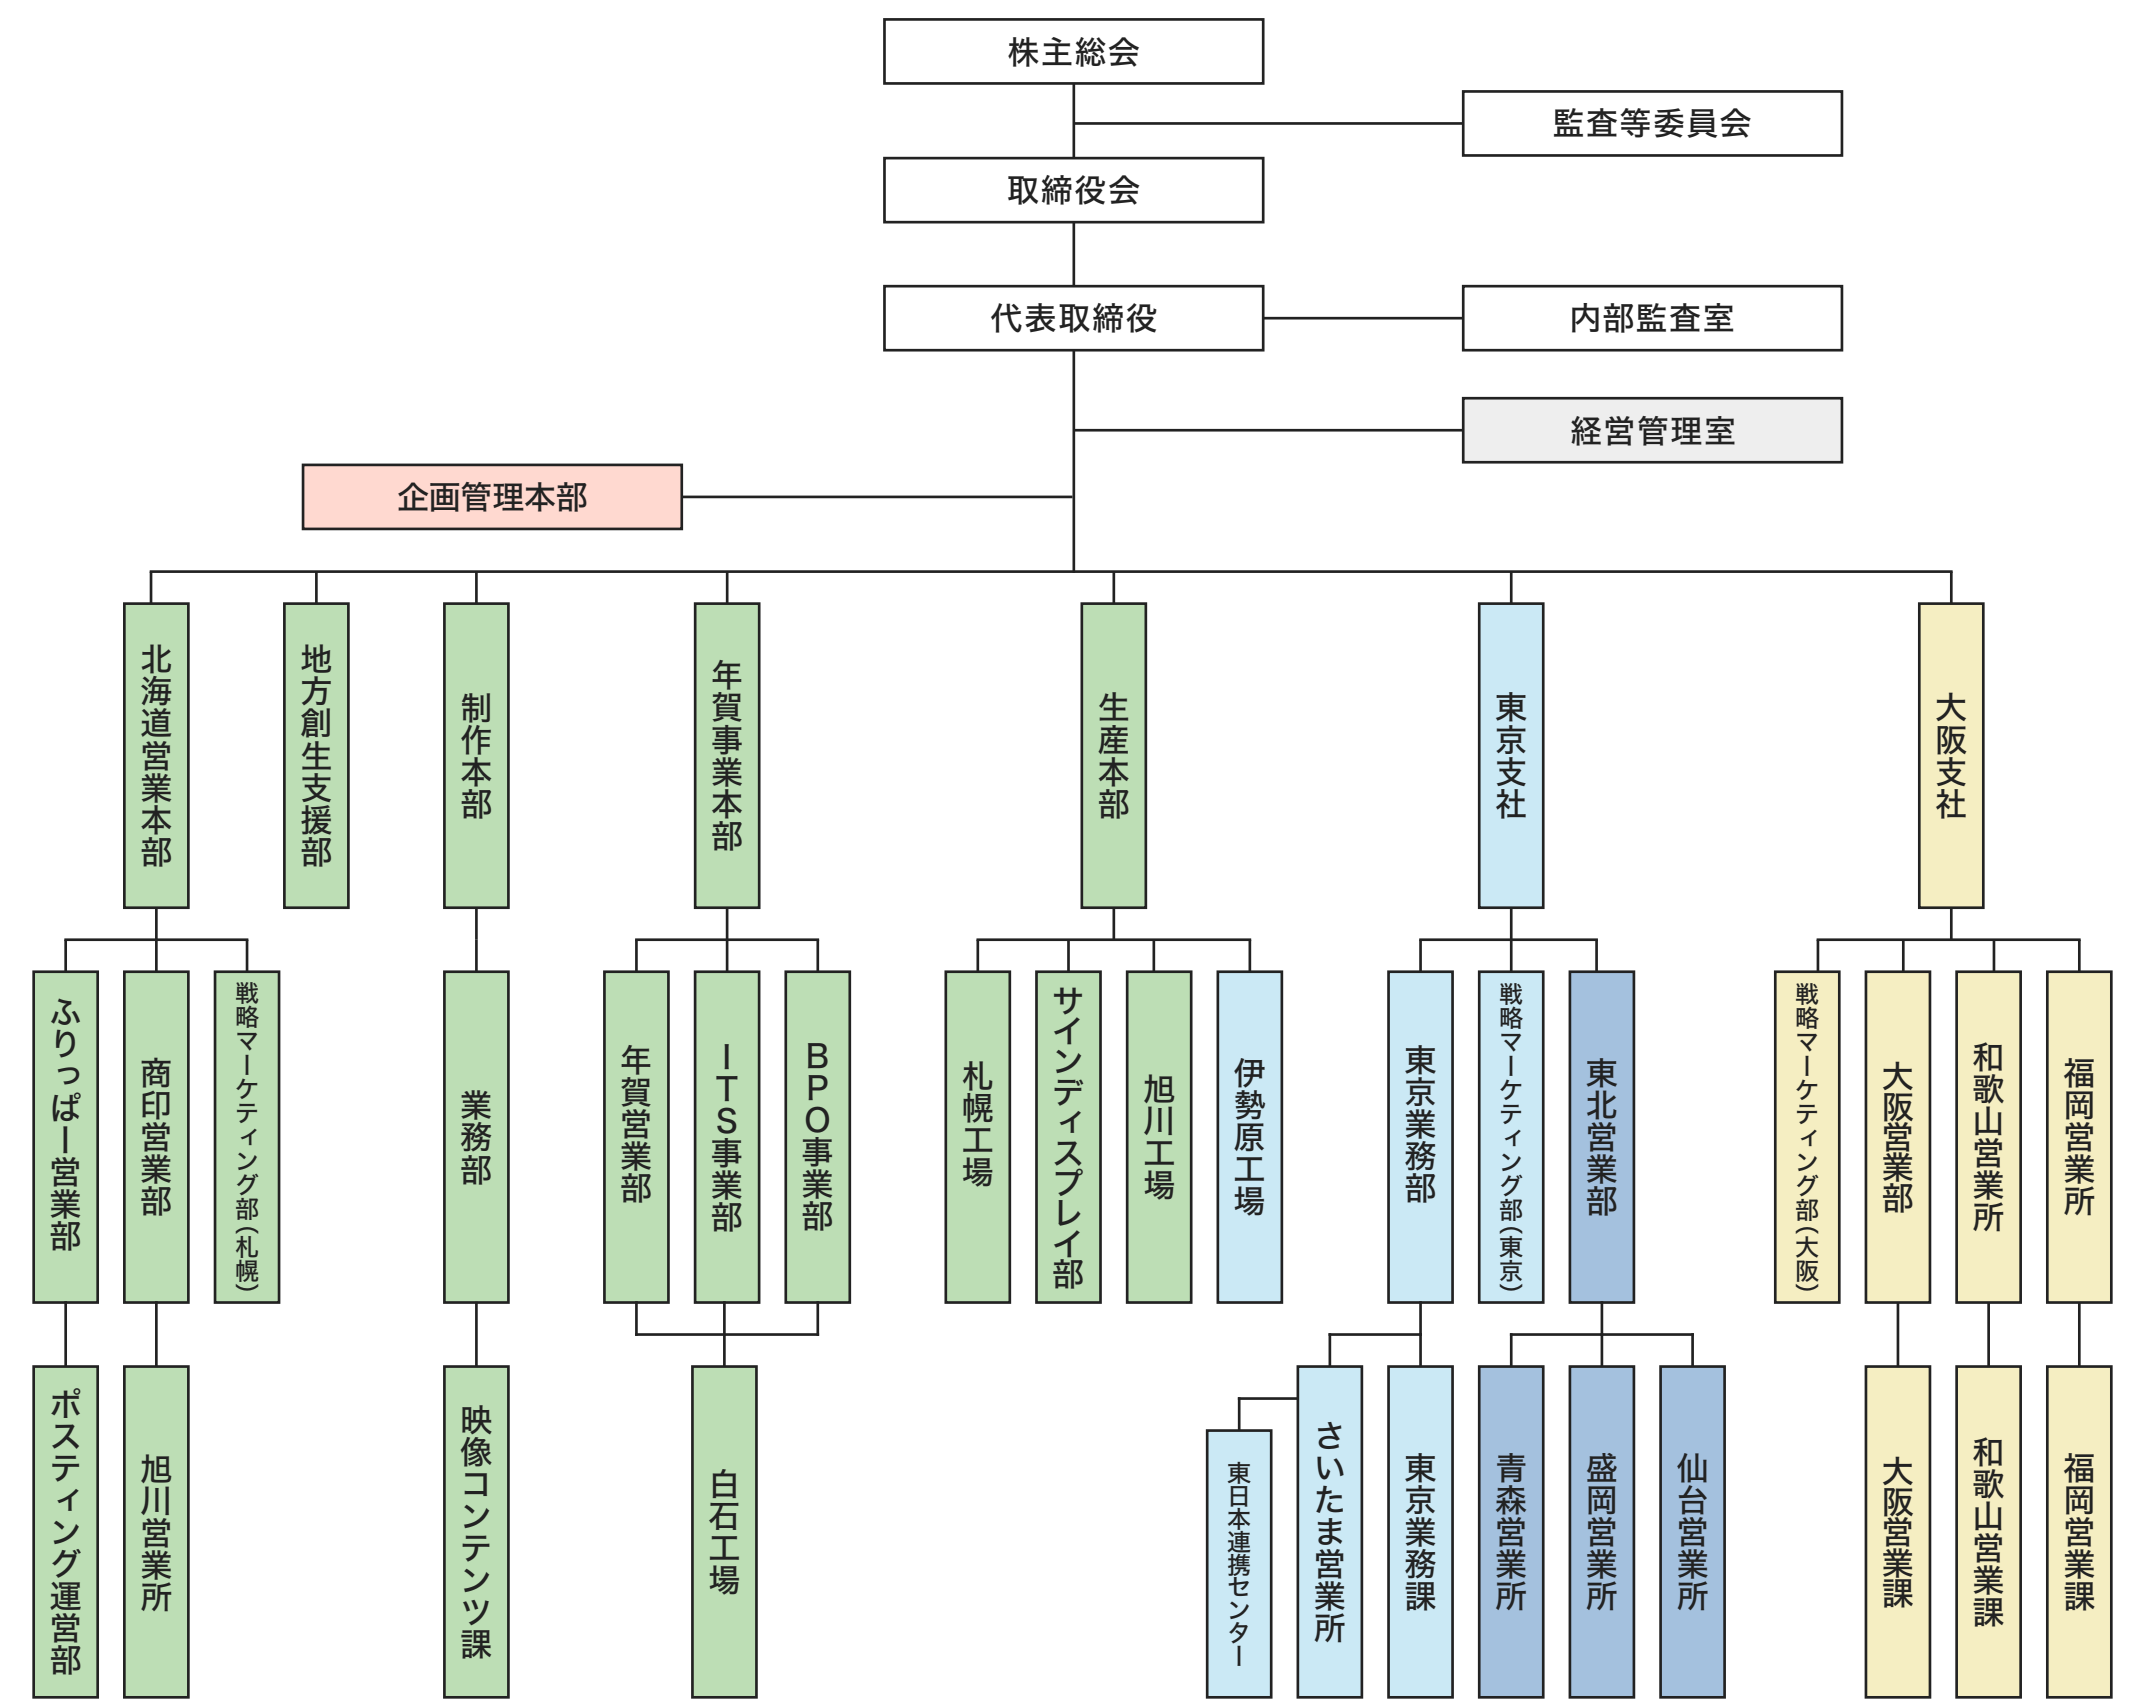 株主総会
監査等委員会
取締役会
代表取締役
内部監査室
経営管理室
企画管理本部
北海道営業本部
地方創生支援部
制作本部
年賀事業本部
生産本部
東京支社
大阪支社
ふりっぱー営業部
商印営業部
戦略マーケティング部(札幌)
業務部
年賀営業部
ITS事業部
BPO事業部
札幌工場
サインディスプレイ部
旭川工場
伊勢原工場
東京業務部
戦略マーケティング部(東京)
東北営業部
戦略マーケティング部(大阪)
大阪営業部
和歌山営業所
福岡営業所
ポスティング運営部
旭川営業所
映像コンテンツ課
白石工場
東日本連携センター
さいたま営業所
東京業務課
青森営業所
盛岡営業所
仙台営業所
大阪営業課
和歌山営業課
福岡営業課